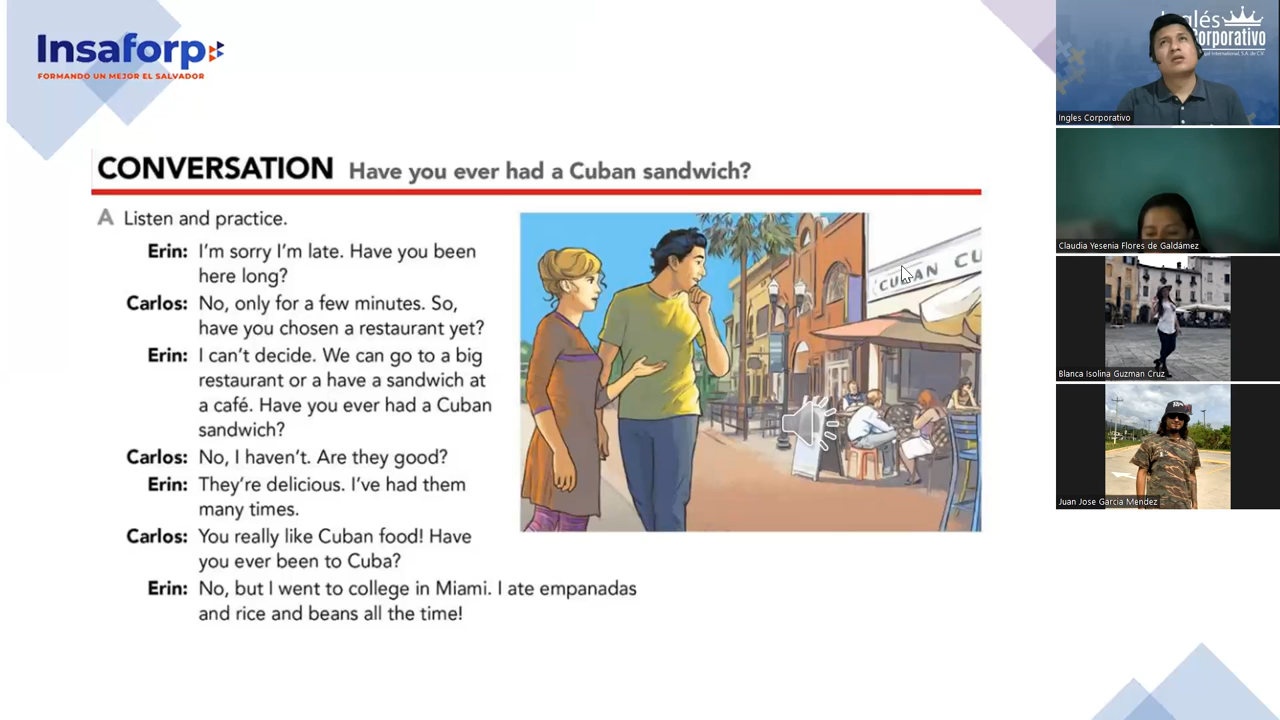 Insaforp
FORMANDO UN MEJOR EL SALVADOR
CONVERSATION Have you ever had a Cuban sandwich?
A Listen and practice.
Erin: I'm sorry I'm late. Have you been
here long?
Carlos: No, only for a few minutes. So,
have you chosen a restaurant yet?
Erin: I can't decide. We can go to a big
restaurant or a have a sandwich at
a café. Have you ever had a Cuban
sandwich?
Carlos: No, I haven't. Are they good?
Erin: They're delicious. I've had them
many times.
Carlos: You really like Cuban food! Have
you ever been to Cuba?
Erin: No, but I went to college in Miami. I ate empanadas
and rice and beans all the time!
CUBAN CU
Inglés
Corporativo
Ingles Corporativo
Claudia Yesenia Flores de Galdámez
Blanca Isolina Guzman Cruz
Juan Jose Garcia Mendez